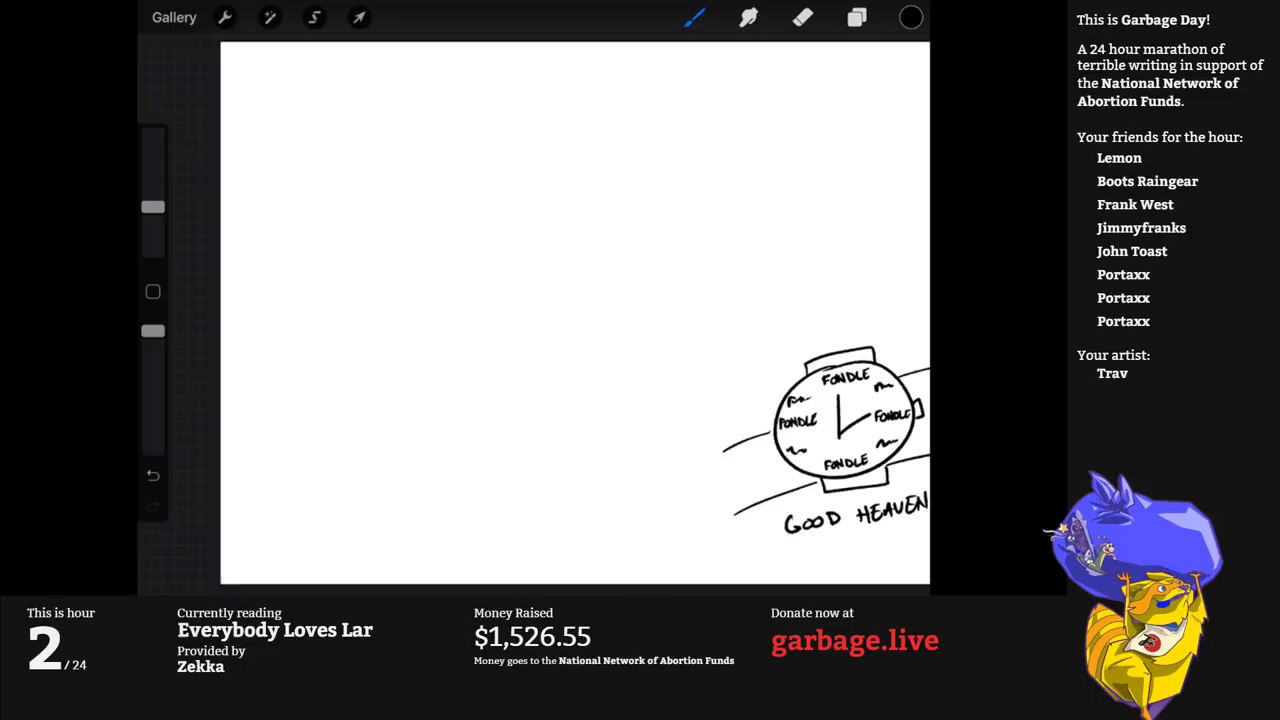 Gallery
This is Garbage Day!
A 24 hour marathon of
terrible writing in support of
the National Network of
Abortion Funds.
Your friends for the hour:
Lemon
Boots Raingear
Frank West
Jimmyfranks
John Toast
Portaxx
Portaxx
Portaxx
Your artist:
Trav
FONDLE
FONDLE
FONDLE
FONDLE
GOOD HEAVEN
This is hour
2 / 24
Currently reading
Everybody Loves Lar
Provided by
Zekka
Money Raised
$1,526.55
Money goes to the National Network of Abortion Funds
Donate now at
garbage.live